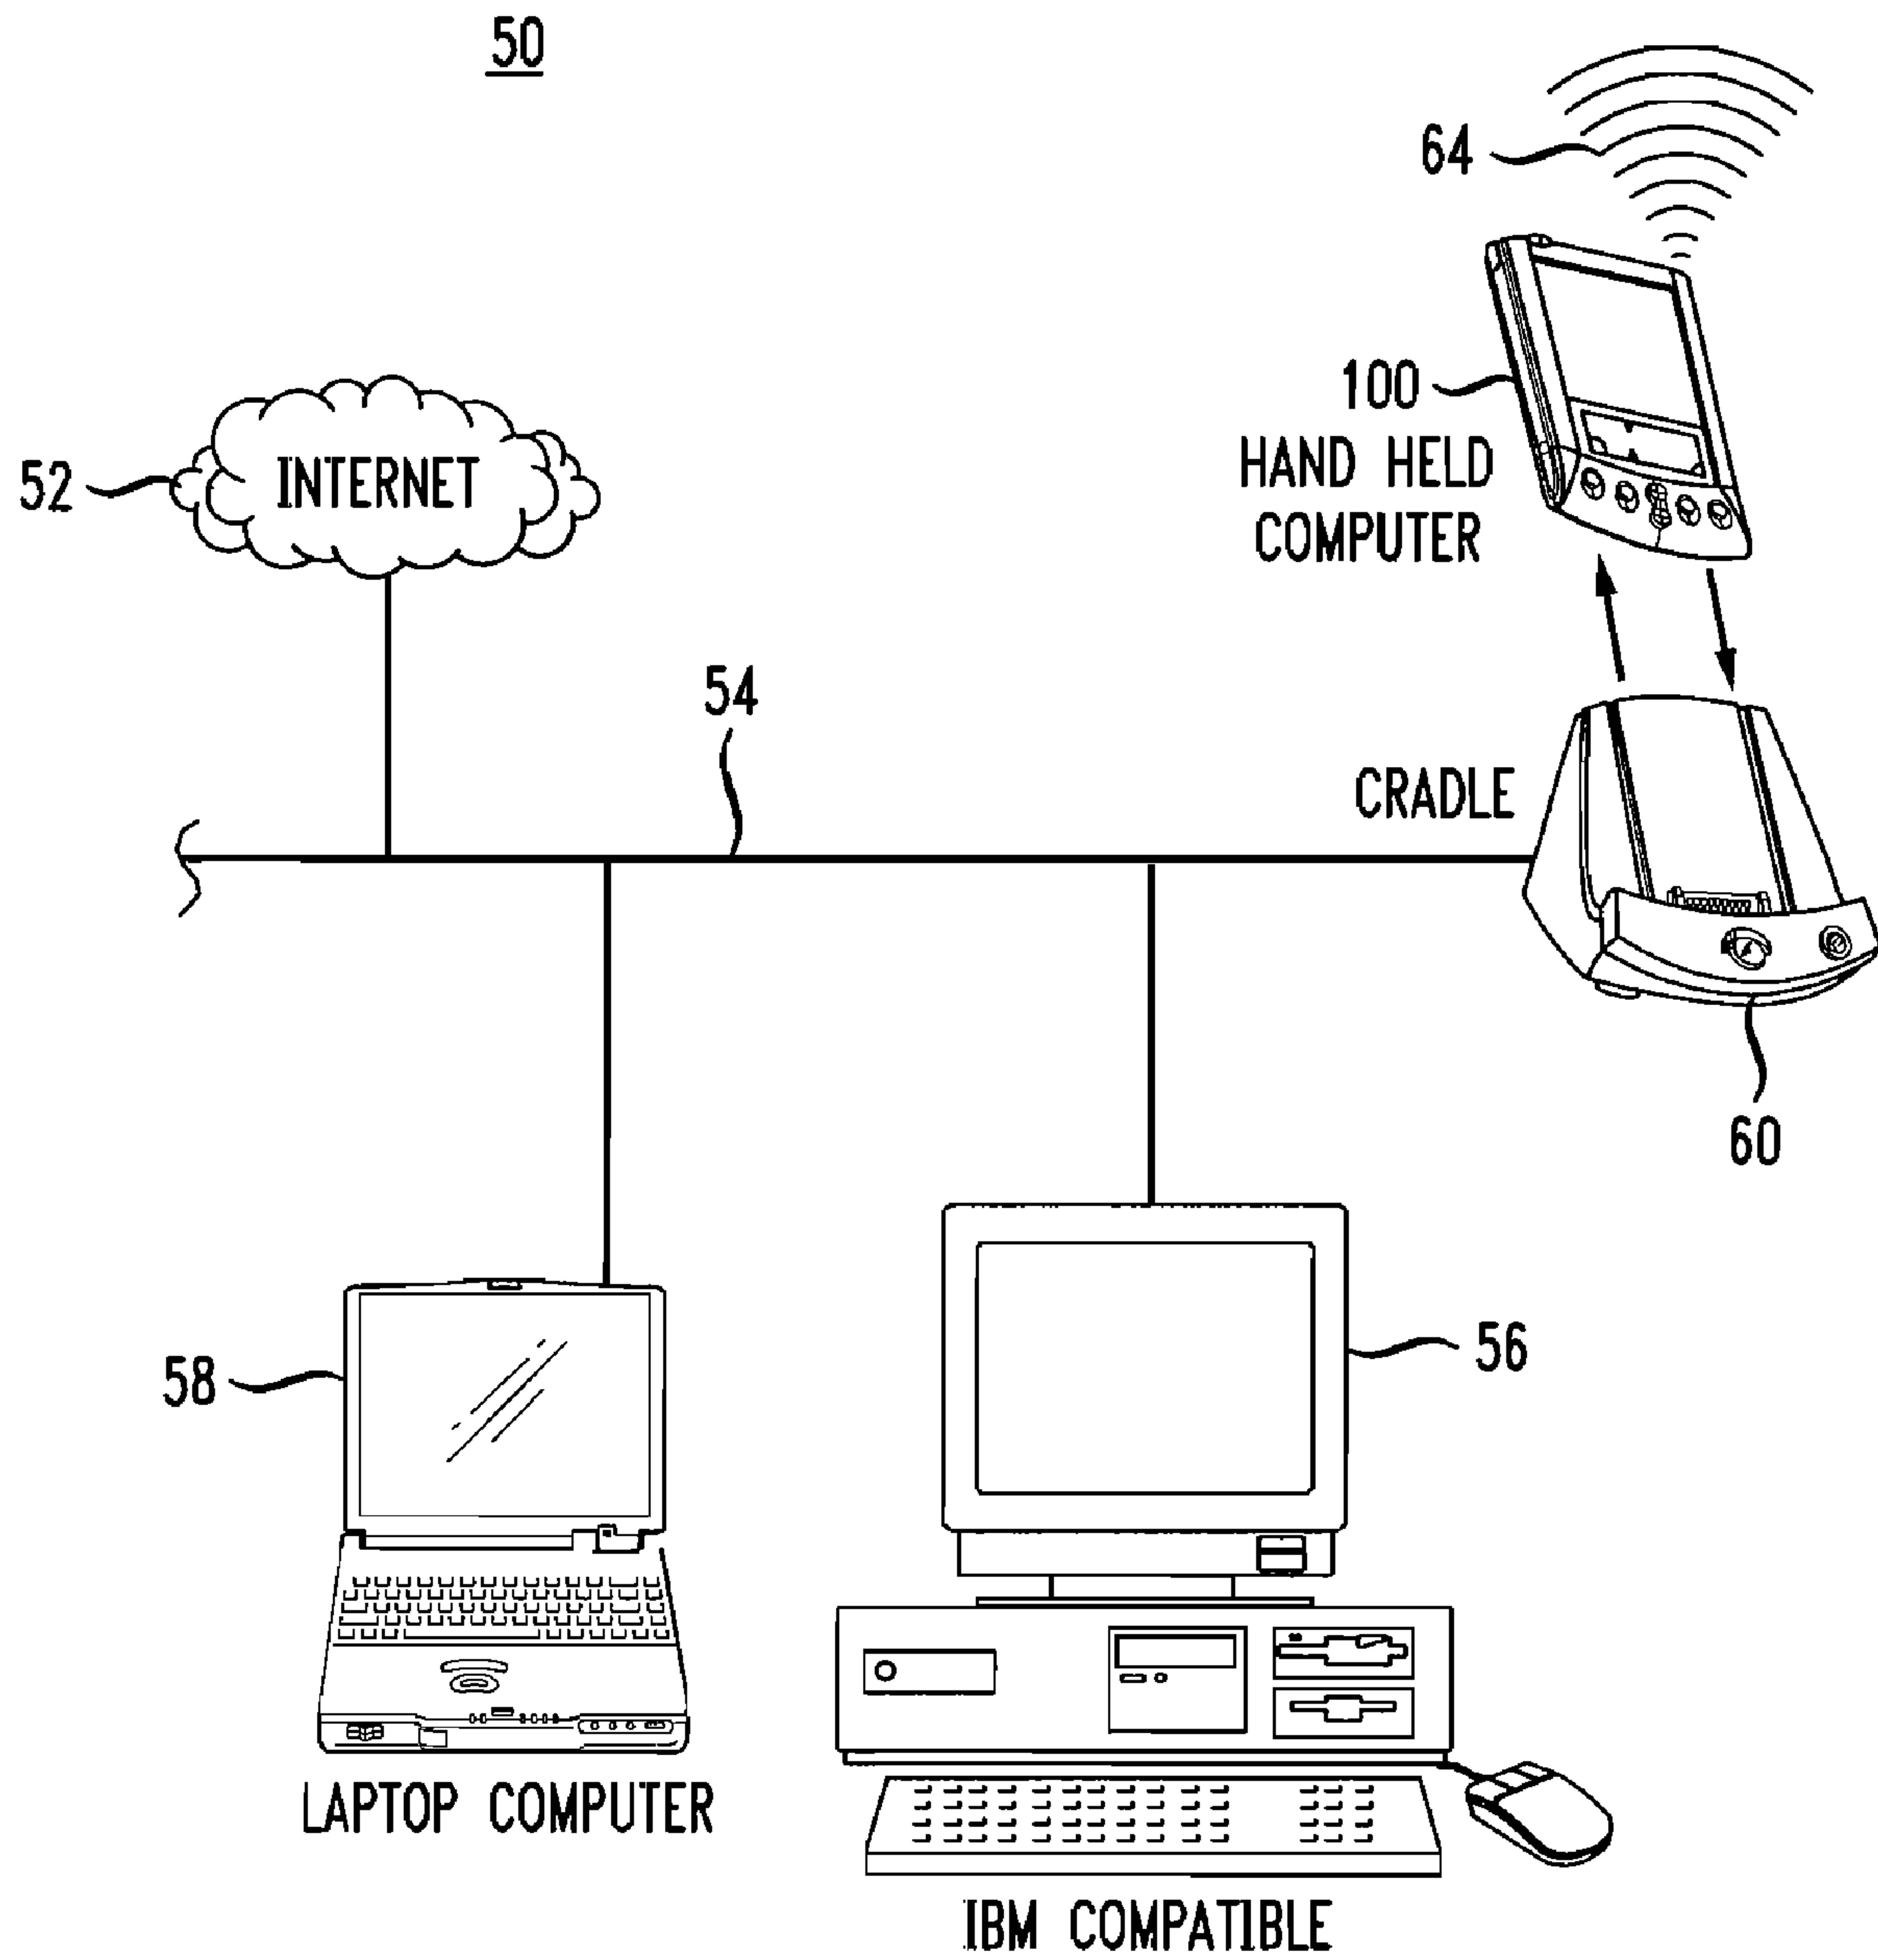 50
64
100
HAND HELD
COMPUTER
INTERNET
52
54
CRADLE
60
58
56
LAPTOP COMPUTER
IBM COMPATIBLE